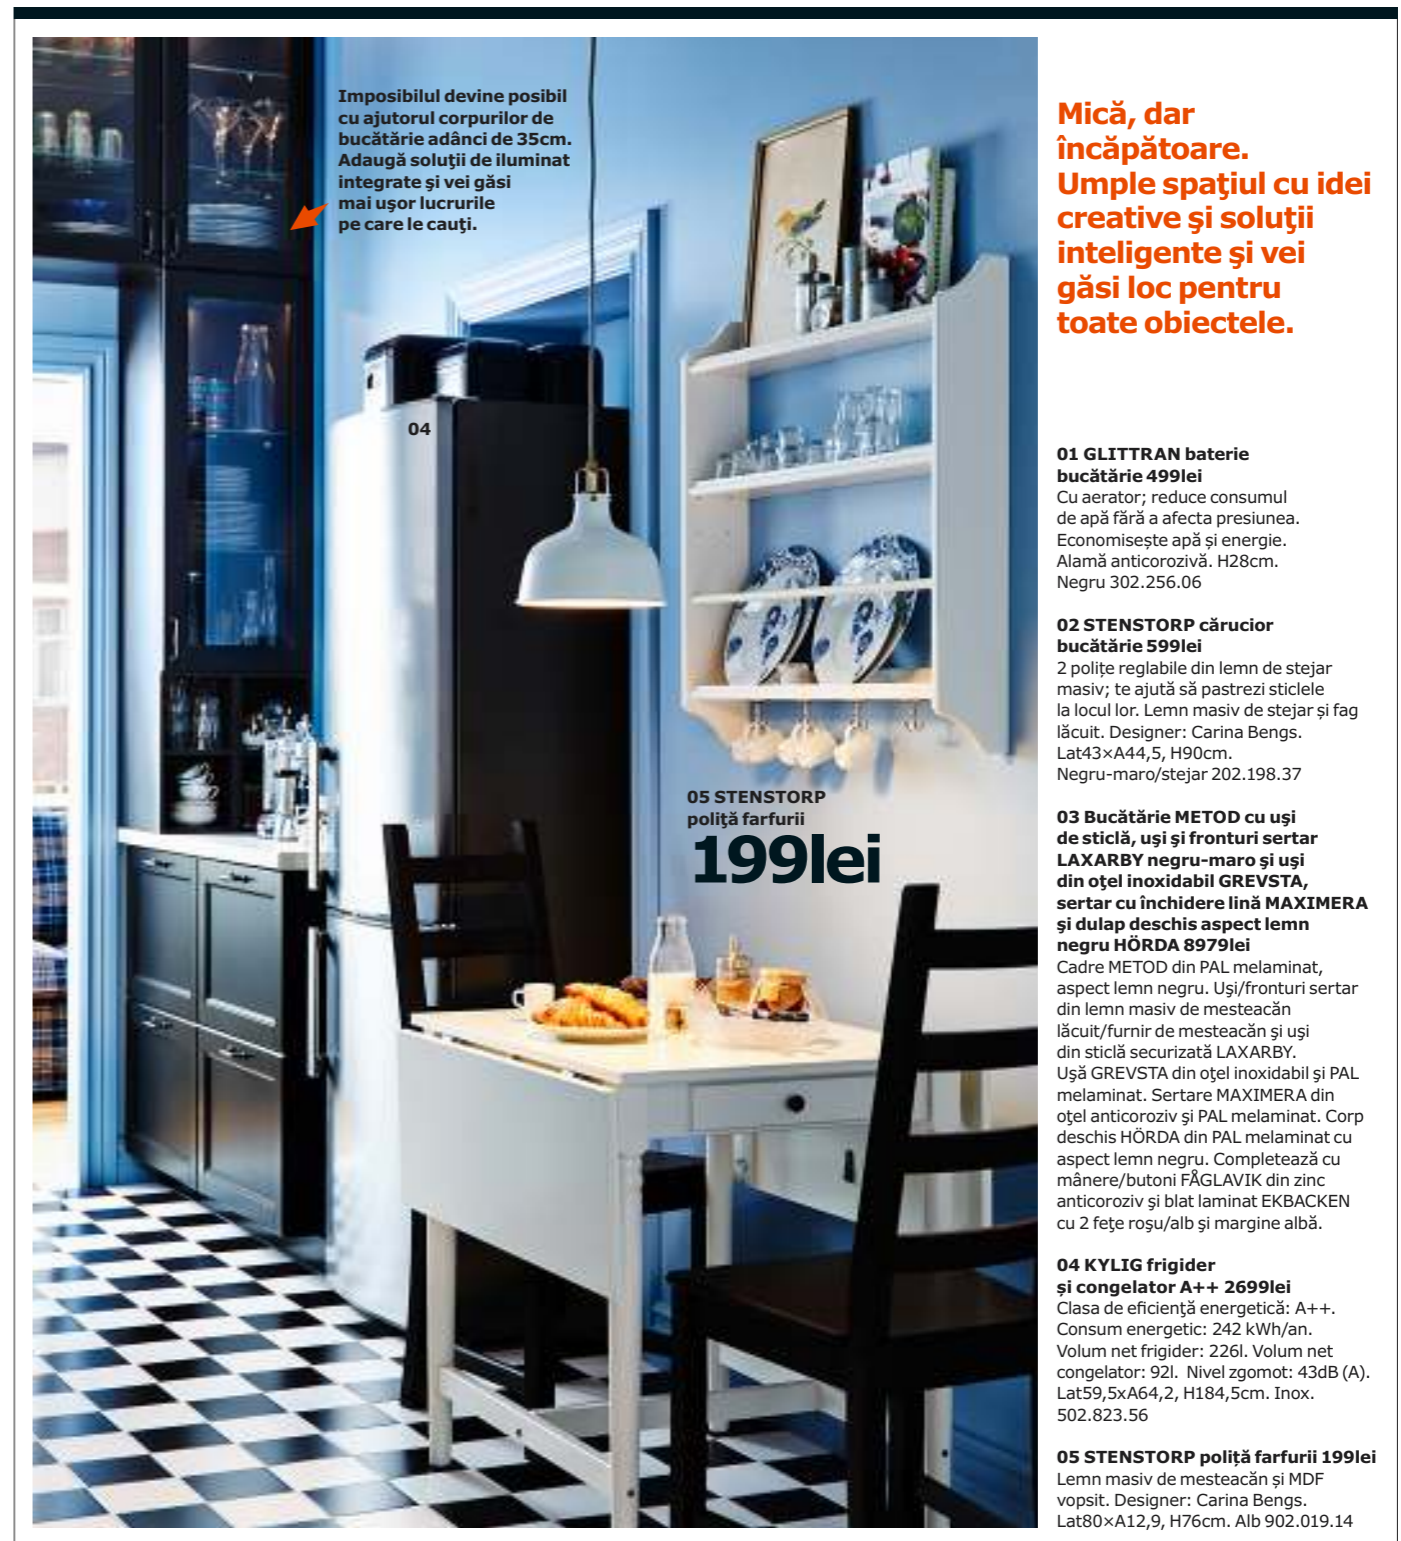 Imposibilul devine posibil
cu ajutorul corpurilor de
bucătărie adânci de 35cm.
Adaugă soluţii de iluminat
integrate şi vei găsi
mai uşor lucrurile
pe care le cauţi.
04
05 STENSTORP
poliţă farfurii
199lei
Mică, dar
încăpătoare.
Umple spaţiul cu idei
creative şi soluţii
inteligente şi vei
găsi loc pentru
toate obiectele.
01 GLITTRAN baterie
bucătărie 499lei
Cu aerator; reduce consumul
de apă fără a afecta presiunea.
Economisește apă și energie.
Alamă anticorozivă. H28cm.
Negru 302.256.06
02 STENSTORP cărucior
bucătărie 599lei
2 polițe reglabile din lemn de stejar
masiv; te ajută să pastrezi sticlele
la locul lor. Lemn masiv de stejar și fag
lăcuit. Designer: Carina Bengs.
Lat43×A44,5, H90cm.
Negru-maro/stejar 202.198.37
03 Bucătărie METOD cu uşi
de sticlă, uşi şi fronturi sertar
LAXARBY negru-maro şi uşi
din oţel inoxidabil GREVSTA,
sertar cu închidere lină MAXIMERA
şi dulap deschis aspect lemn
negru HÖRDA 8979lei
Cadre METOD din PAL melaminat,
aspect lemn negru. Uşi/fronturi sertar
din lemn masiv de mesteacăn
lăcuit/furnir de mesteacăn şi uşi
din sticlă securizată LAXARBY.
Uşă GREVSTA din oţel inoxidabil şi PAL
melaminat. Sertare MAXIMERA din
oţel anticoroziv şi PAL melaminat. Corp
deschis HÖRDA din PAL melaminat cu
aspect lemn negru. Completează cu
mânere/butoni FÅGLAVIK din zinc
anticoroziv şi blat laminat EKBACKEN
cu 2 feţe roşu/alb şi margine albă.
04 KYLIG frigider
și congelator A++ 2699lei
Clasa de eficienţă energetică: A++.
Consum energetic: 242 kWh/an.
Volum net frigider: 226l. Volum net
congelator: 92l. Nivel zgomot: 43dB (A).
Lat59,5xA64,2, H184,5cm. Inox.
502.823.56
05 STENSTORP poliță farfurii 199lei
Lemn masiv de mesteacăn și MDF
vopsit. Designer: Carina Bengs.
Lat80×A12,9, H76cm. Alb 902.019.14